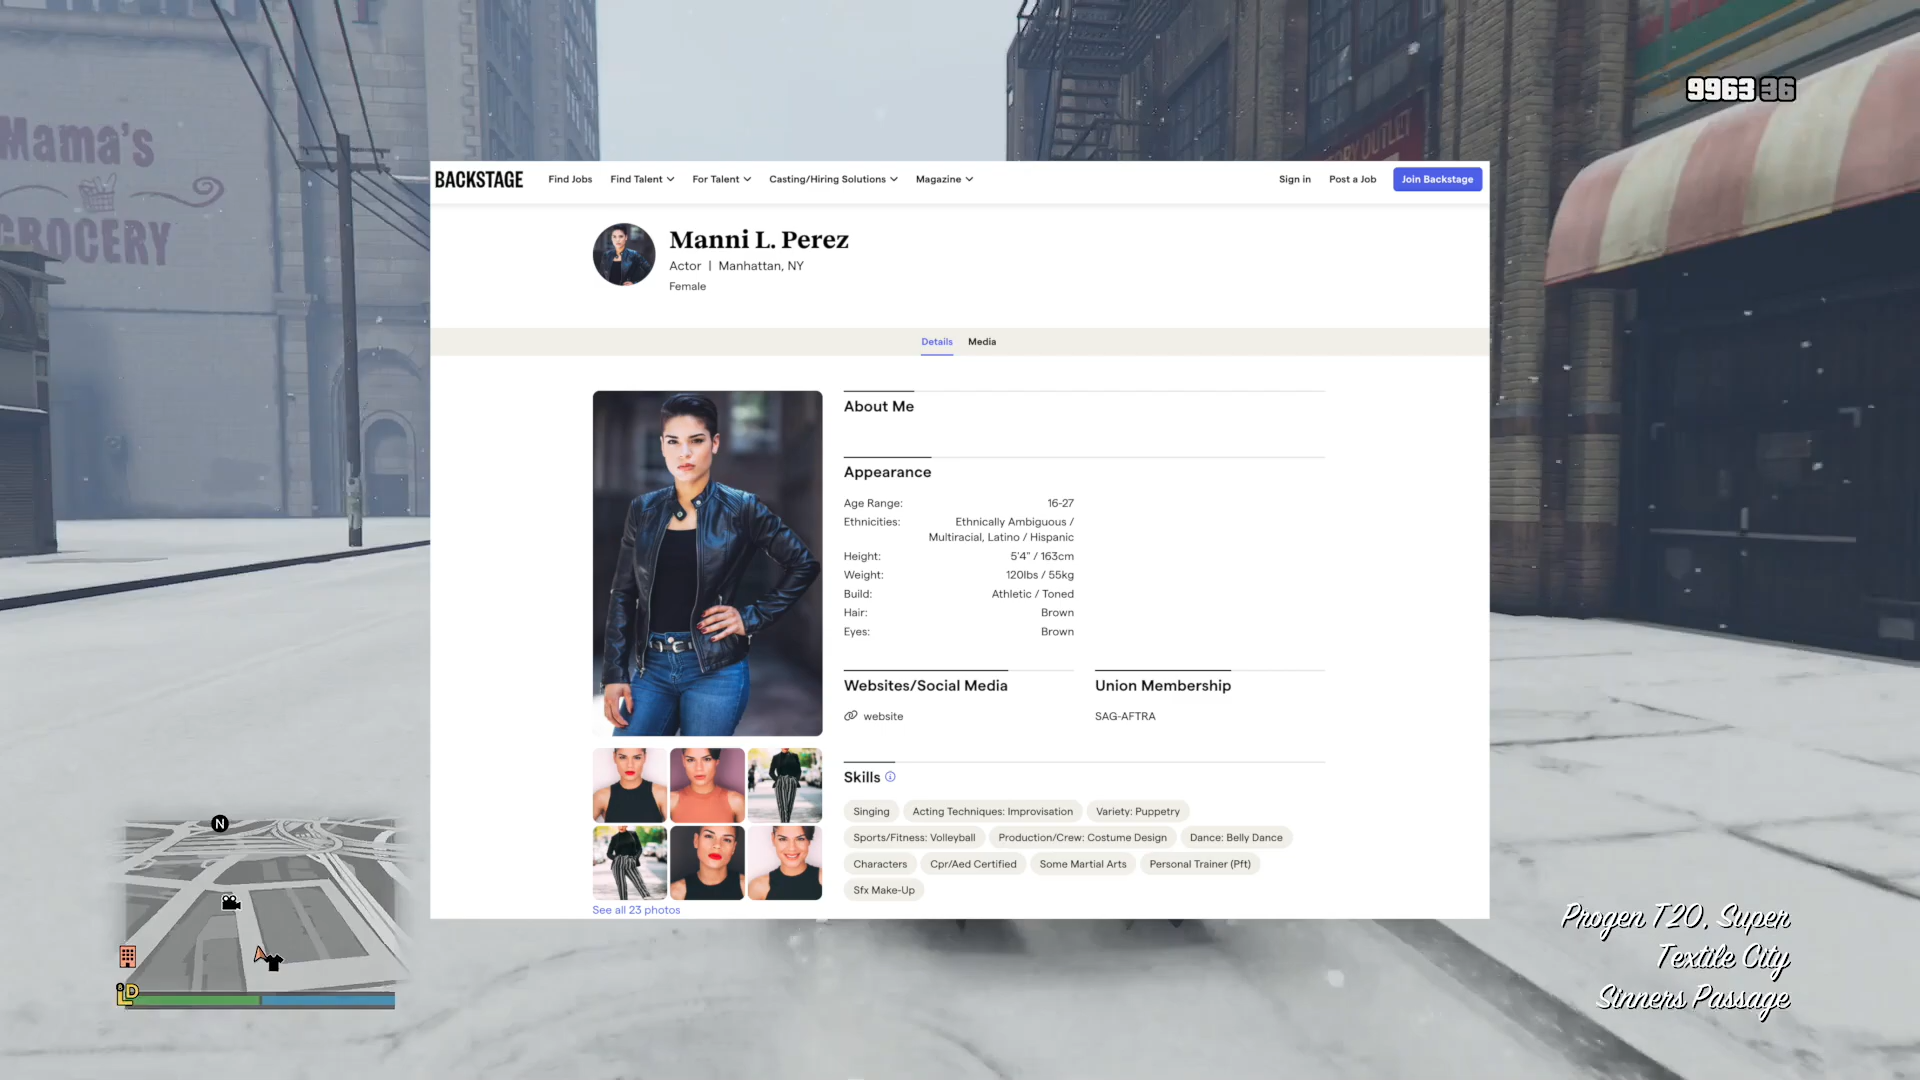 Mama's
GROCERY
9963 36
BACKSTAGE
Find Jobs
Find Talent
For Talent
Casting/Hiring Solutions
Magazine
Sign in
Post a Job
Join Backstage
Manni L. Perez
Actor | Manhattan, NY
Female
Details
Media
About Me
Appearance
Age Range: 16-27
Ethnicities: Ethnically Ambiguous /
Multiracial, Latino / Hispanic
Height: 5'4" / 163cm
Weight: 120lbs / 55kg
Build: Athletic / Toned
Hair: Brown
Eyes: Brown
Websites/Social Media
website
Union Membership
SAG-AFTRA
Skills
Singing
Acting Techniques: Improvisation
Variety: Puppetry
Sports/Fitness: Volleyball
Production/Crew: Costume Design
Dance: Belly Dance
Characters
Cpr/Aed Certified
Some Martial Arts
Personal Trainer (Pft)
Sfx Make-Up
See all 23 photos
N
8
LD
Progen T20, Super
Textile City
Sinners Passage